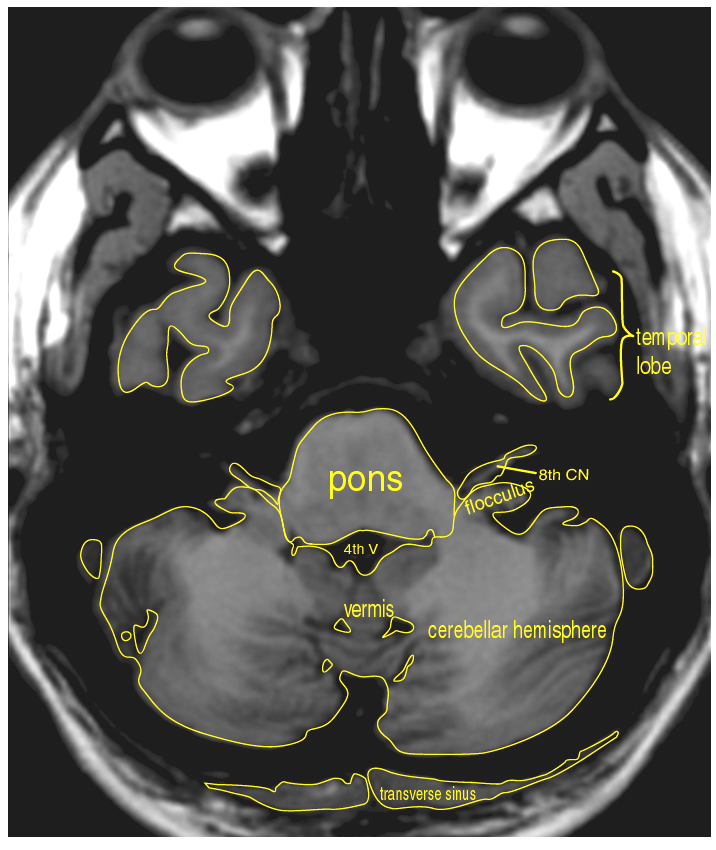 temporal
lobe
pons
8th CN
flocculus
4th V
vermis
cerebellar hemisphere
transverse sinus